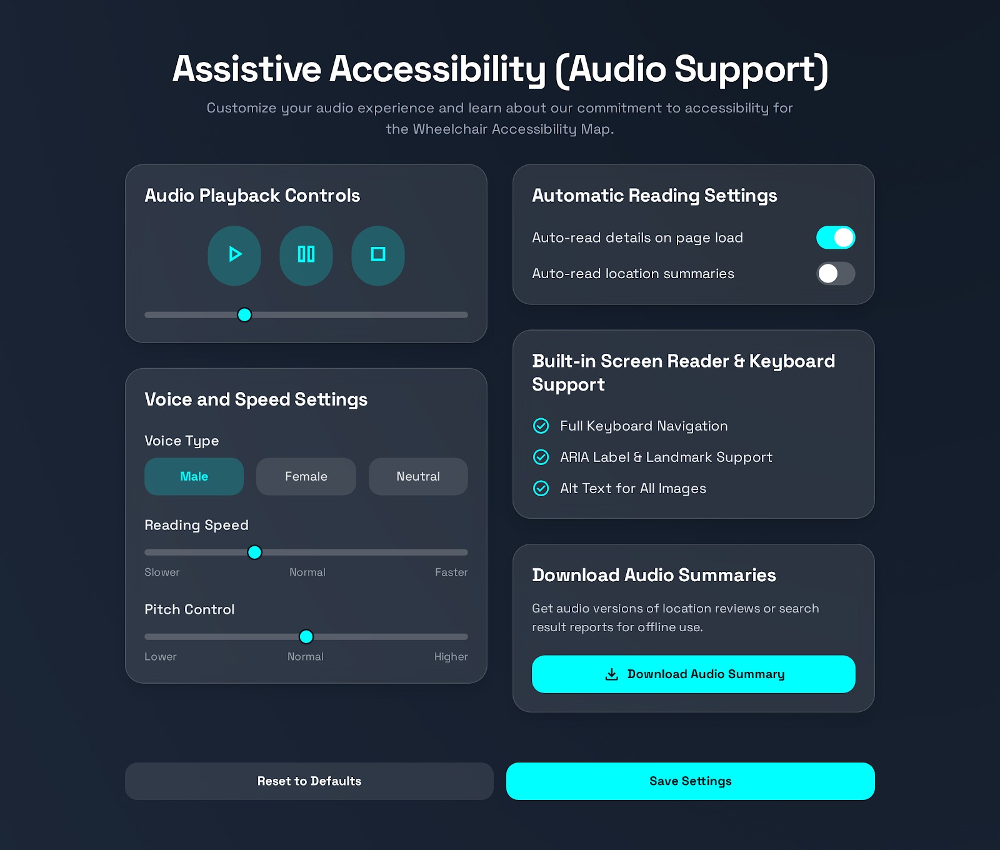 Assistive Accessibility (Audio Support)
Customize your audio experience and learn about our commitment to accessibility for
the Wheelchair Accessibility Map.
Audio Playback Controls
Voice and Speed Settings
Voice Type
Male
Female
Neutral
Reading Speed
Slower
Normal
Faster
Pitch Control
Lower
Normal
Higher
Automatic Reading Settings
Auto-read details on page load
Auto-read location summaries
Built-in Screen Reader & Keyboard
Support
Full Keyboard Navigation
ARIA Label & Landmark Support
Alt Text for All Images
Download Audio Summaries
Get audio versions of location reviews or search
result reports for offline use.
Download Audio Summary
Reset to Defaults
Save Settings